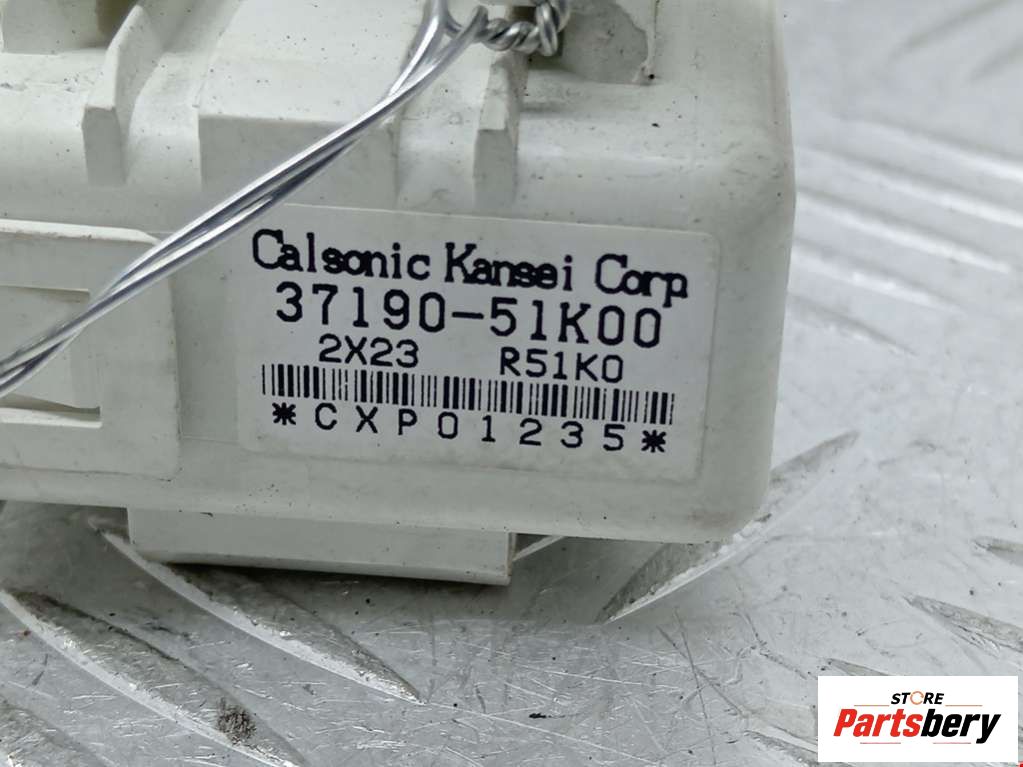 Calsonic Kansei Corp.
37190-51K00
2X23 R51K0
*CXP01235*
STORE
Partsbery